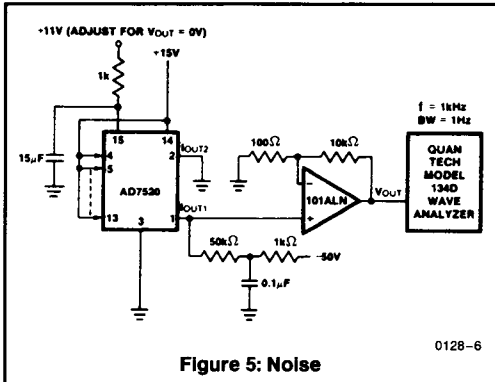 +11V (ADJUST FOR VOUT = 0V)
+15V
1k
15μF
15
14
4
5
13
3
2
1
IOUT2
IOUT1
AD7520
100Ω
10kΩ
101ALN
−
+
VOUT
f = 1kHz
BW = 1Hz
QUAN
TECH
MODEL
134D
WAVE
ANALYZER
50kΩ
1kΩ
-50V
0.1μF
0128-6
Figure 5: Noise